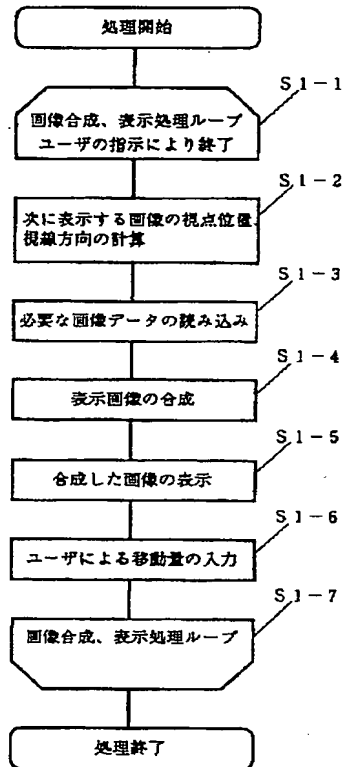 処理開始
S1-1
画像合成、表示処理ループ
ユーザの指示により終了
S1-2
次に表示する画像の視点位置、
視線方向の計算
S1-3
必要な画像データの読み込み
S1-4
表示画像の合成
S1-5
合成した画像の表示
S1-6
ユーザによる移動量の入力
S1-7
画像合成、表示処理ループ
処理終了